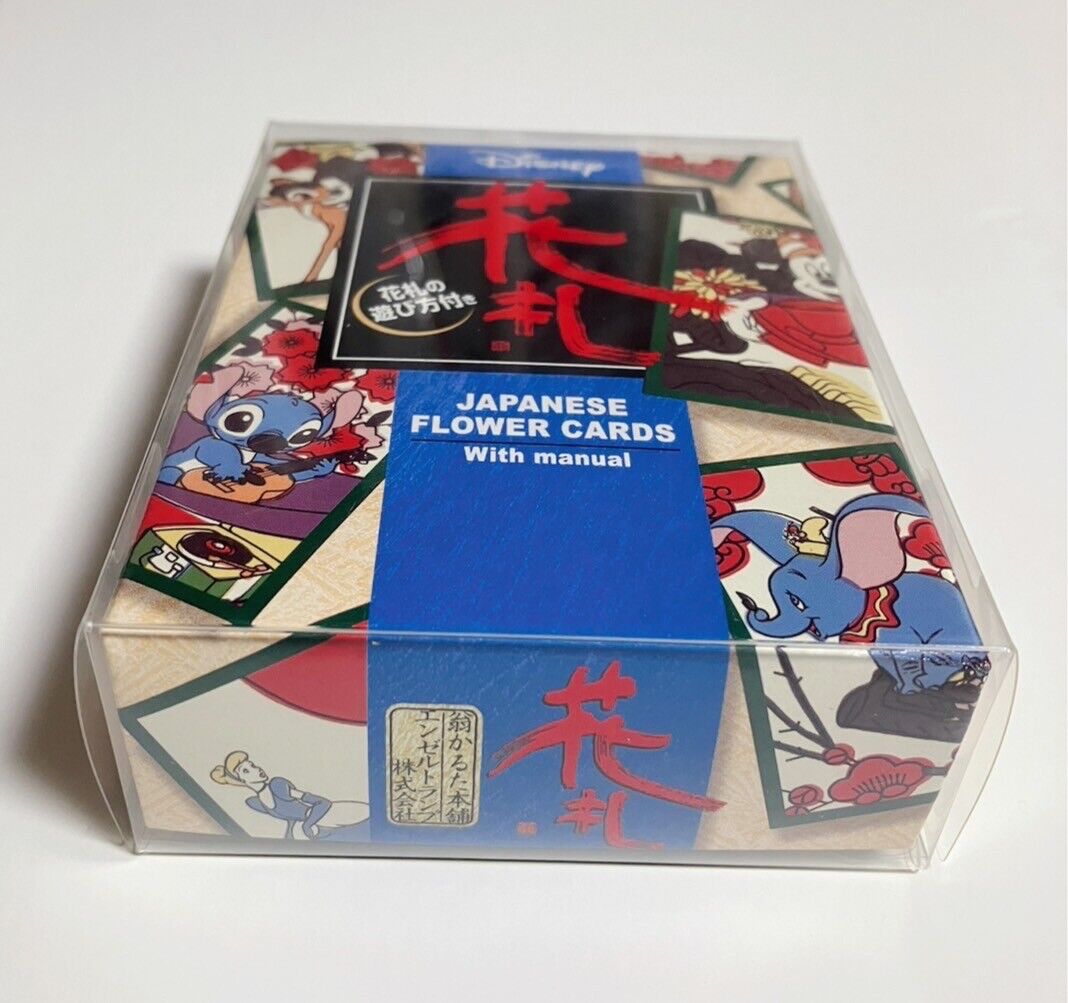 Disney
花札
花札の
遊び方付き
JAPANESE
FLOWER CARDS
With manual
翁かるた本舗
エンゼルトランプ
株式会社
花札